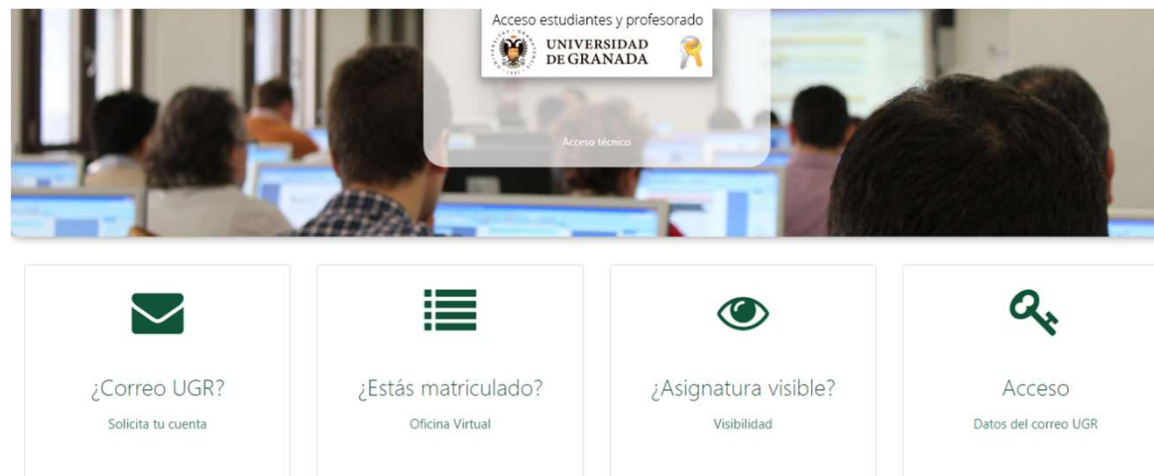 Acceso estudiantes y profesorado
UNIVERSIDAD
DE GRANADA
Acceso técnico
¿Correo UGR?
Solicita tu cuenta
¿Estás matriculado?
Oficina Virtual
¿Asignatura visible?
Visibilidad
Acceso
Datos del correo UGR